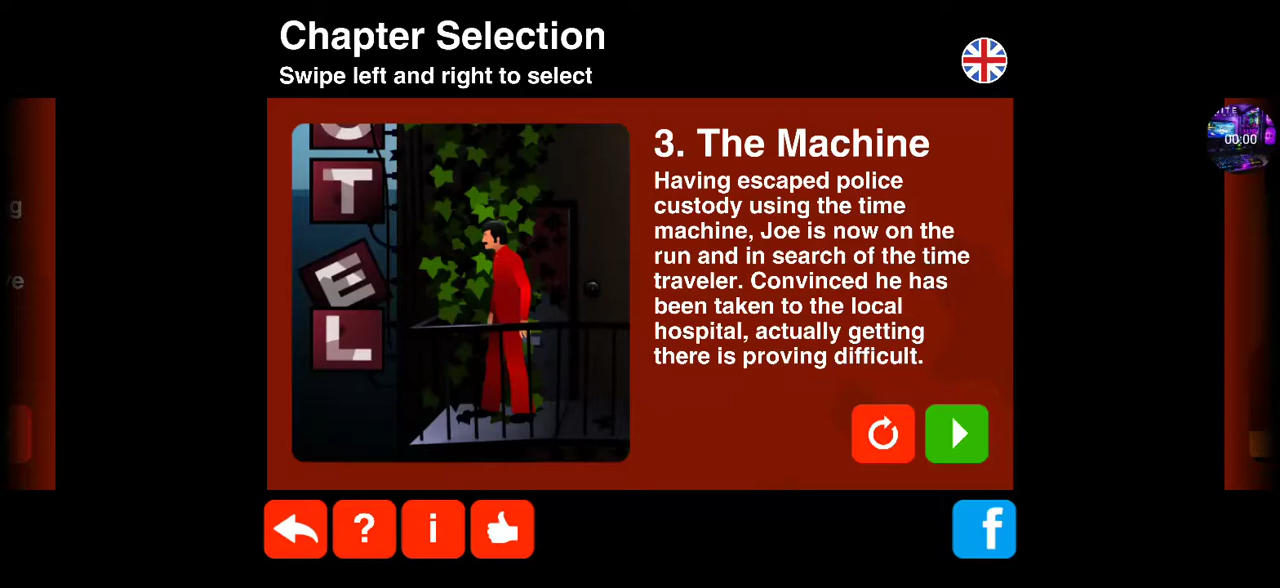 Chapter Selection
Swipe left and right to select
3. The Machine
Having escaped police
custody using the time
machine, Joe is now on the
run and in search of the time
traveler. Convinced he has
been taken to the local
hospital, actually getting
there is proving difficult.
T
E
L
g
ve
00:00
?
i
f